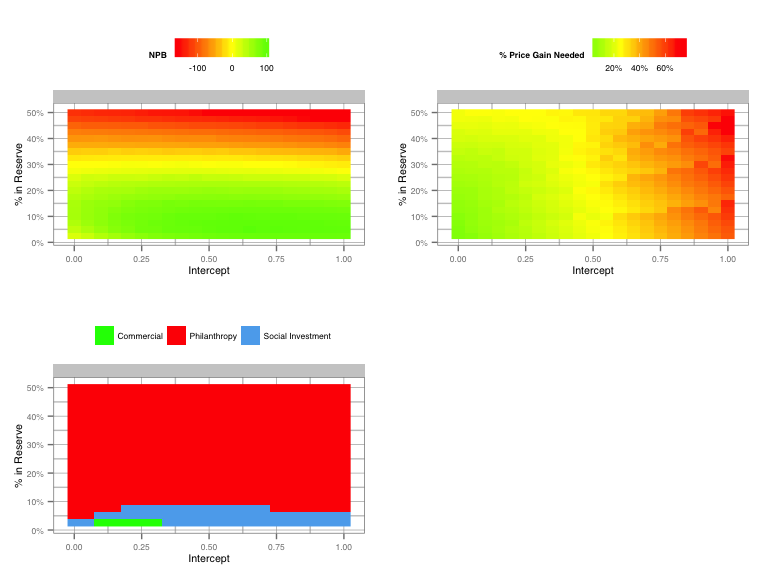 NPB
-100 0 100
50%
40%
30%
20%
10%
0%
% in Reserve
0.00 0.25 0.50 0.75 1.00
Intercept
% Price Gain Needed
20% 40% 60%
50%
40%
30%
20%
10%
0%
% in Reserve
0.00 0.25 0.50 0.75 1.00
Intercept
Commercial Philanthropy Social Investment
50%
40%
30%
20%
10%
0%
% in Reserve
0.00 0.25 0.50 0.75 1.00
Intercept